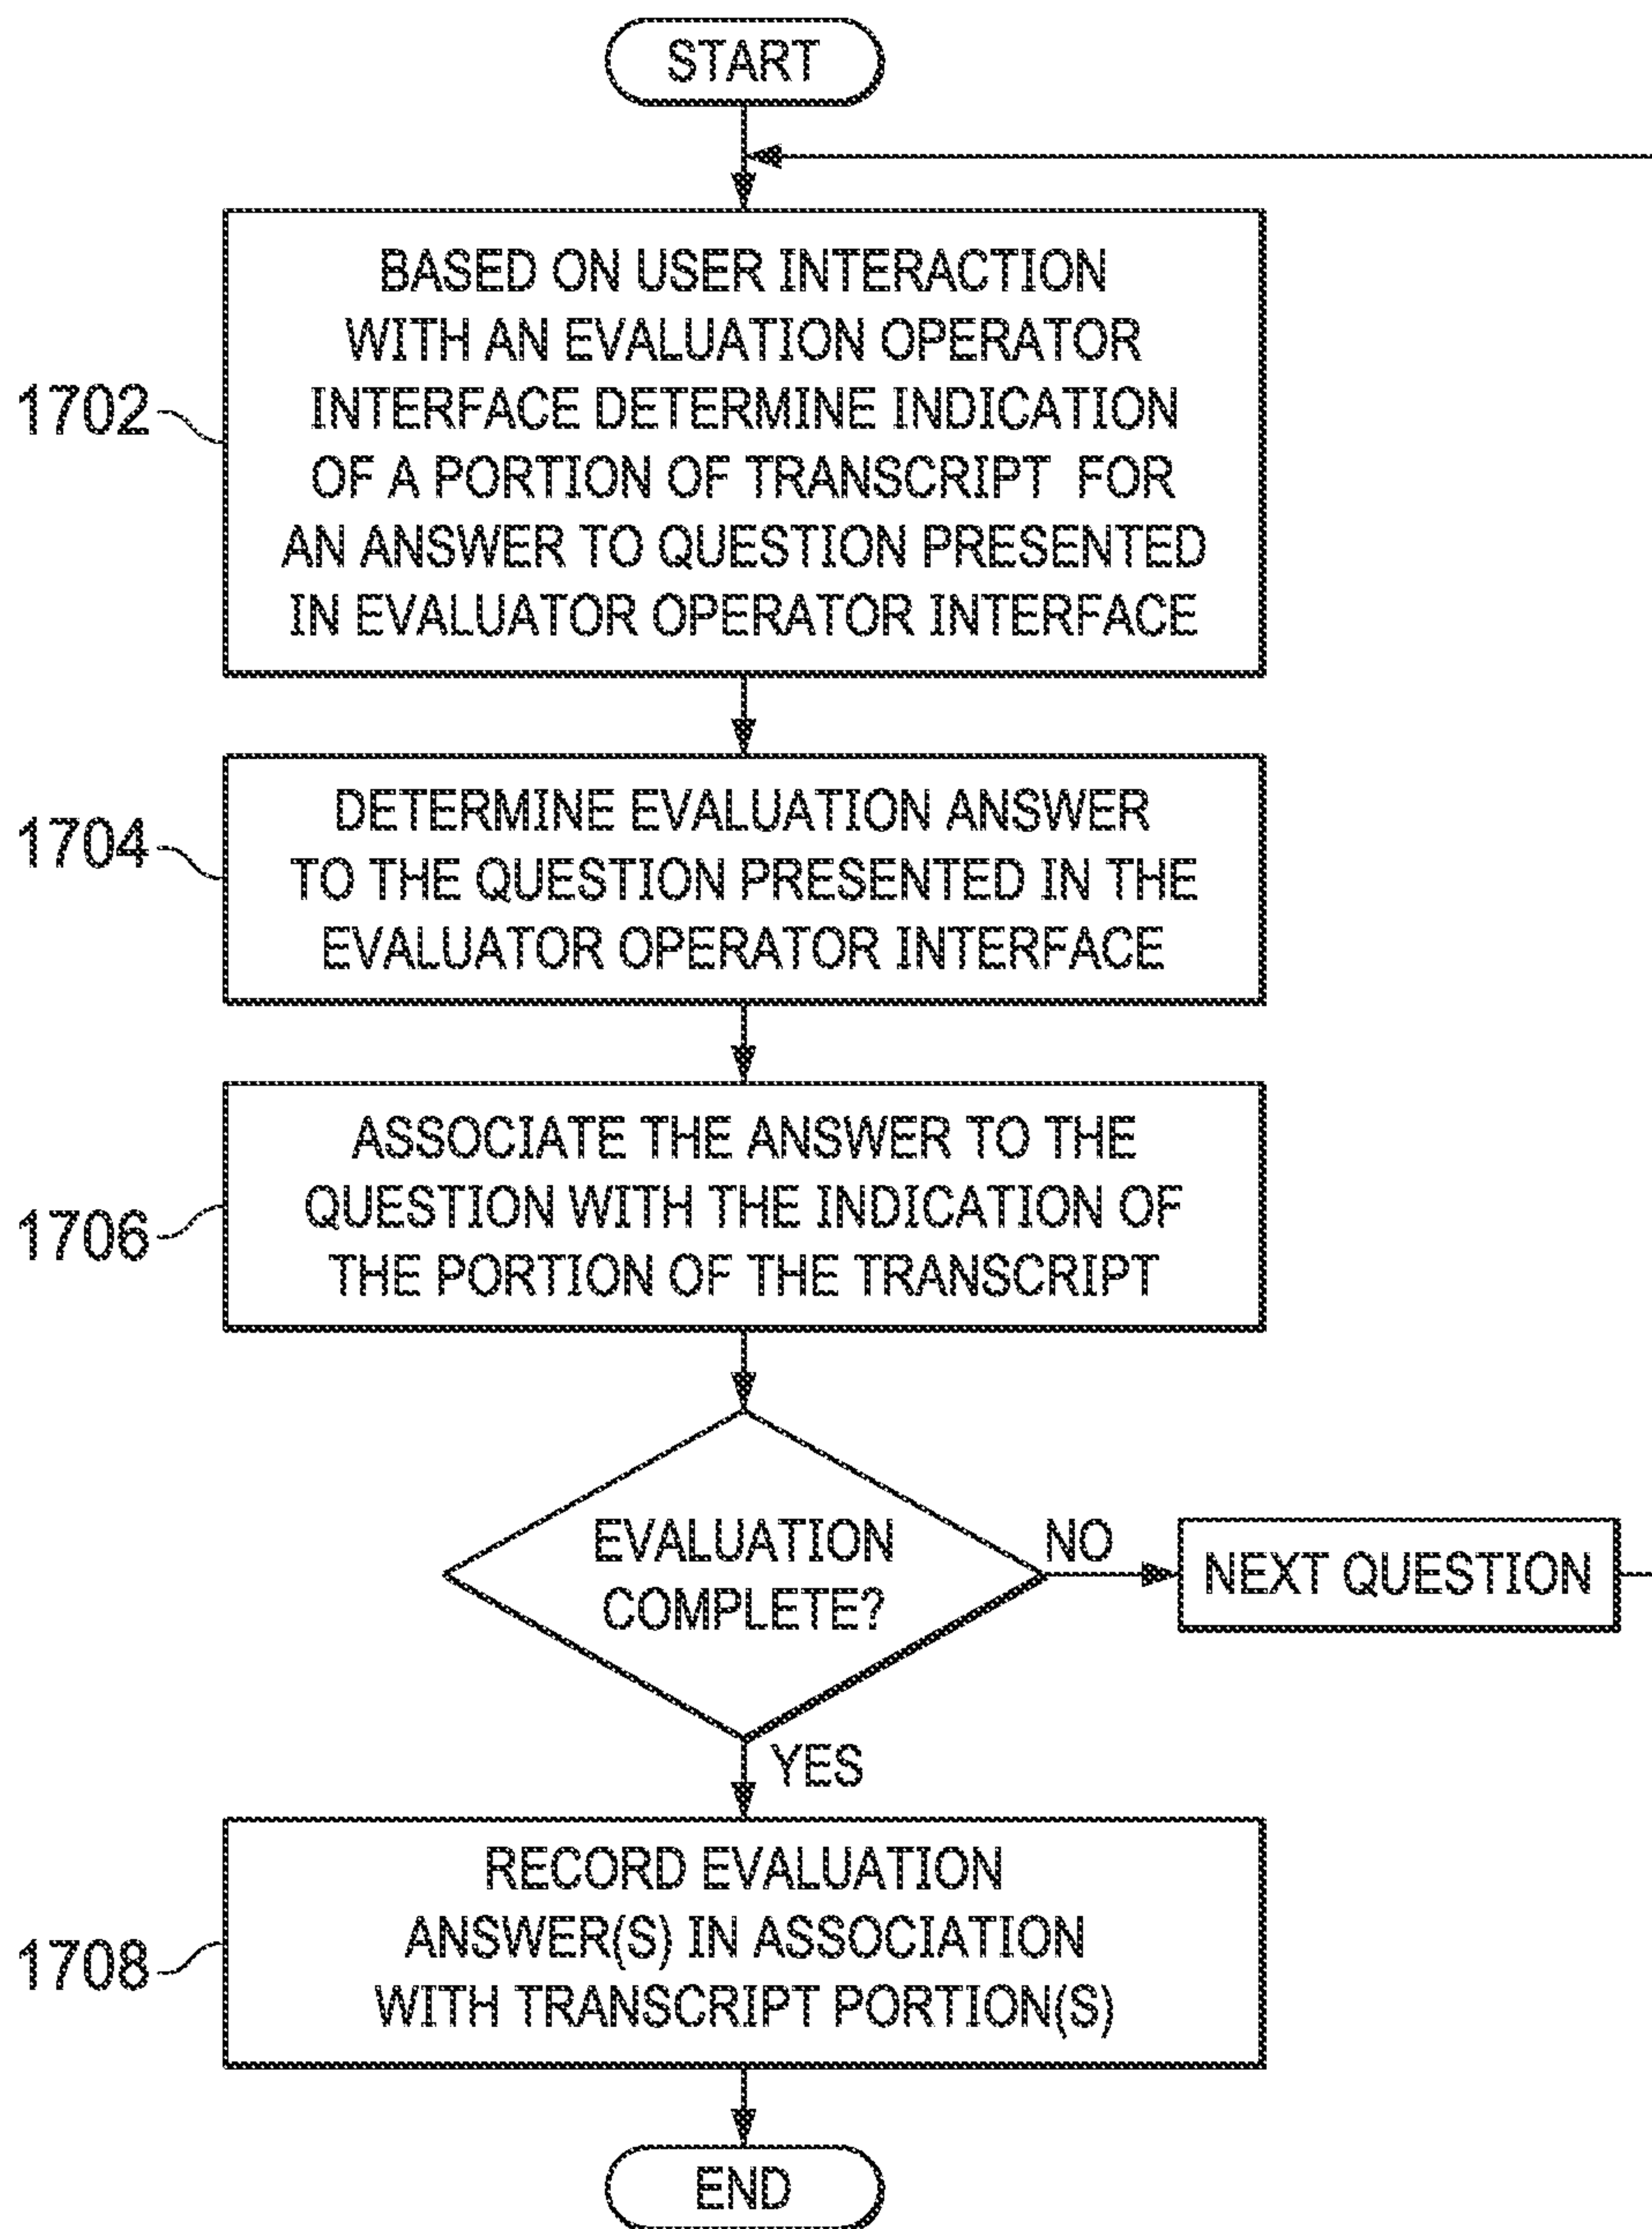 START
BASED ON USER INTERACTION
WITH AN EVALUATION OPERATOR
INTERFACE DETERMINE INDICATION
OF A PORTION OF TRANSCRIPT FOR
AN ANSWER TO QUESTION PRESENTED
IN EVALUATOR OPERATOR INTERFACE
1702
DETERMINE EVALUATION ANSWER
TO THE QUESTION PRESENTED IN THE
EVALUATOR OPERATOR INTERFACE
1704
ASSOCIATE THE ANSWER TO THE
QUESTION WITH THE INDICATION OF
THE PORTION OF THE TRANSCRIPT
1706
EVALUATION
COMPLETE?
NO
NEXT QUESTION
YES
RECORD EVALUATION
ANSWER(S) IN ASSOCIATION
WITH TRANSCRIPT PORTION(S)
1708
END